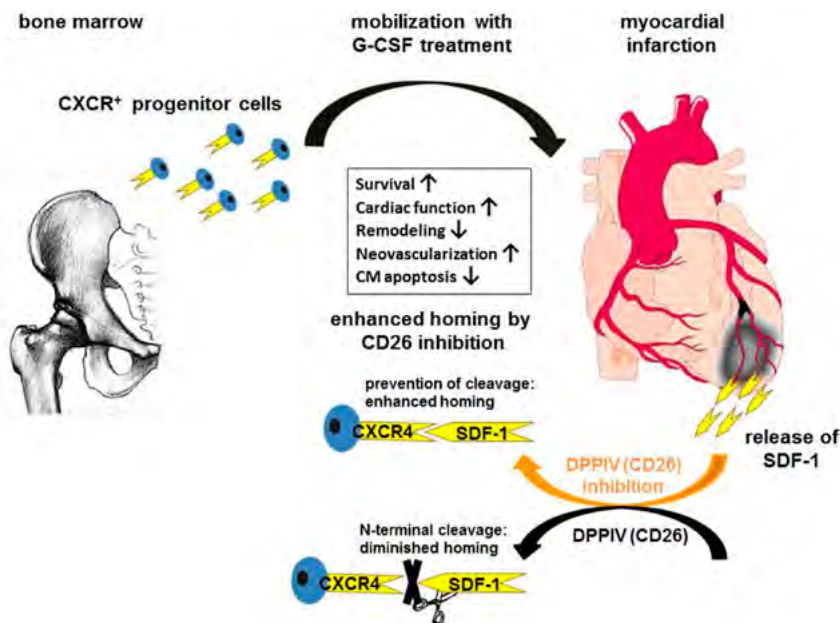 bone marrow
mobilization with
G-CSF treatment
myocardial
infarction
CXCR⁺ progenitor cells
Survival ↑
Cardiac function ↑
Remodeling ↓
Neovascularization ↑
CM apoptosis ↓
enhanced homing by
CD26 inhibition
prevention of cleavage:
enhanced homing
CXCR4
SDF-1
release of
SDF-1
DPPIV (CD26)
inhibition
N-terminal cleavage:
diminished homing
DPPIV (CD26)
CXCR4
SDF-1